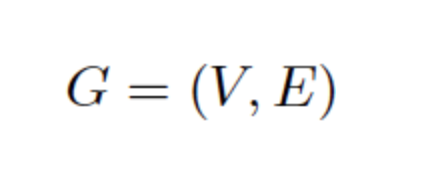 G = (V, E)